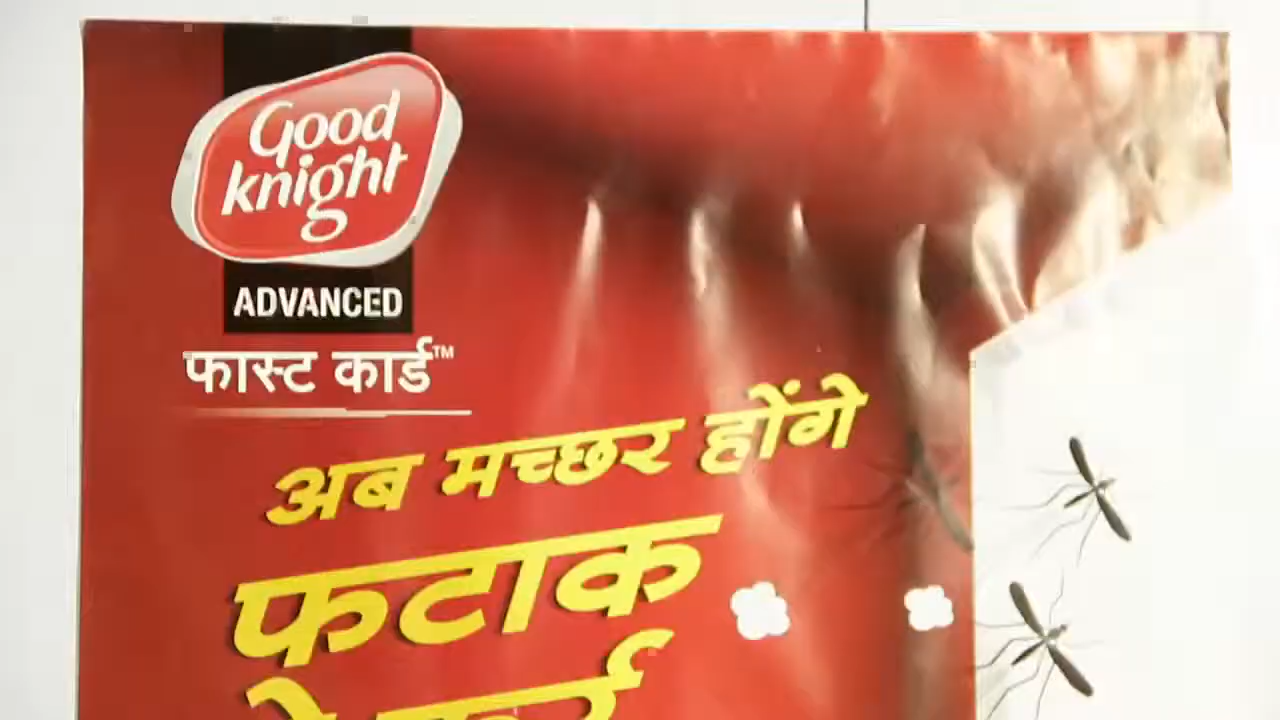 Good
knight
ADVANCED
फास्ट कार्ड™
अब मच्छर होंगे
फटाक